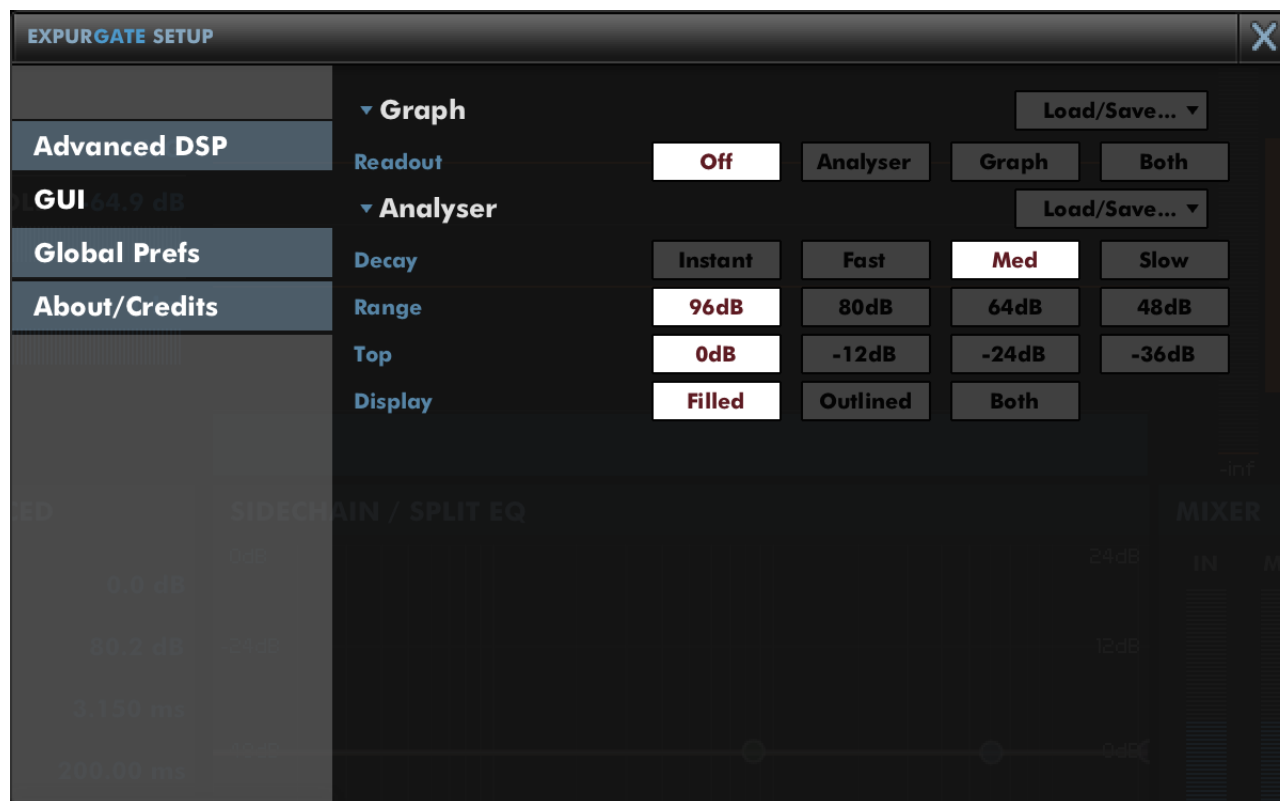 EXPURGATE SETUP X
Graph Load/Save...
Advanced DSP
Readout Off Analyser Graph Both
GUI 64.9 dB
Analyser Load/Save...
Global Prefs
Decay Instant Fast Med Slow
About/Credits
Range 96dB 80dB 64dB 48dB
Top 0dB -12dB -24dB -36dB
Display Filled Outlined Both
-inf
SIDECHAIN / SPLIT EQ MIXER
0dB 24dB IN
0.0 dB
80.2 dB 24dB 12dB
3.150 ms
0dB
200.00 ms